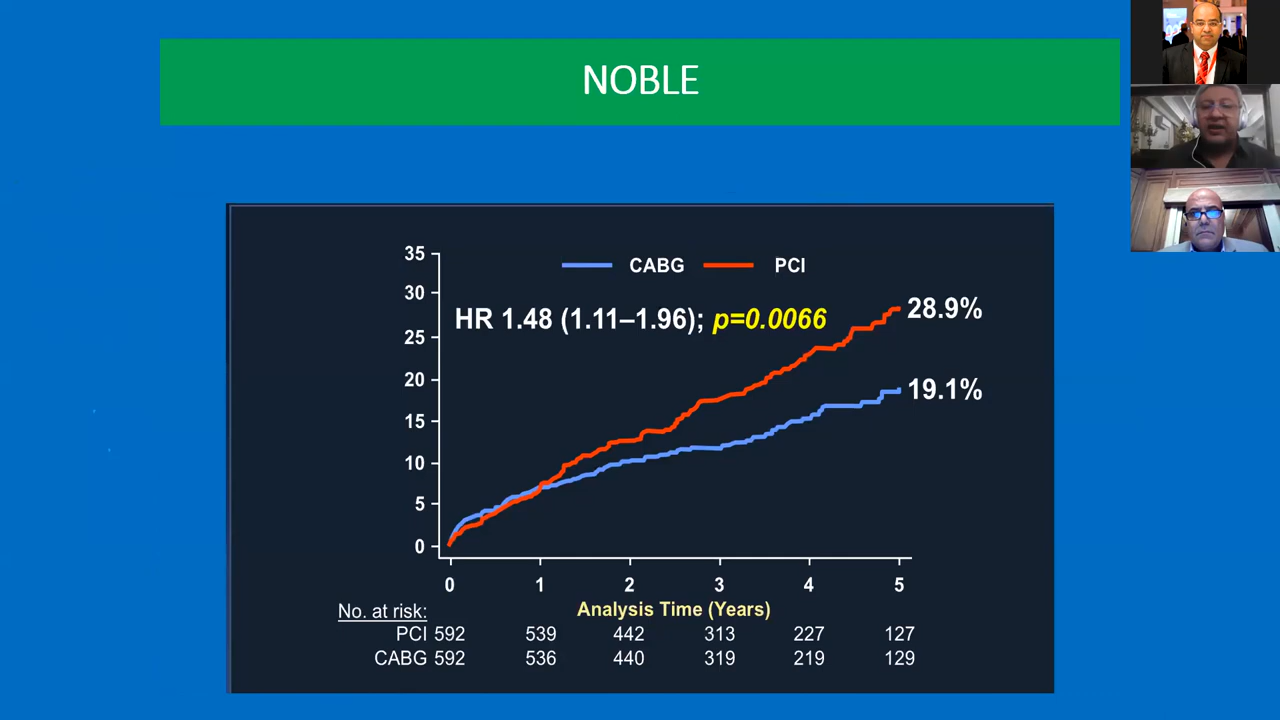 NOBLE
35
30
25
20
15
10
5
0
CABG PCI
HR 1.48 (1.11–1.96); p=0.0066
28.9%
19.1%
0 1 2 3 4 5
Analysis Time (Years)
No. at risk:
PCI 592 539 442 313 227 127
CABG 592 536 440 319 219 129